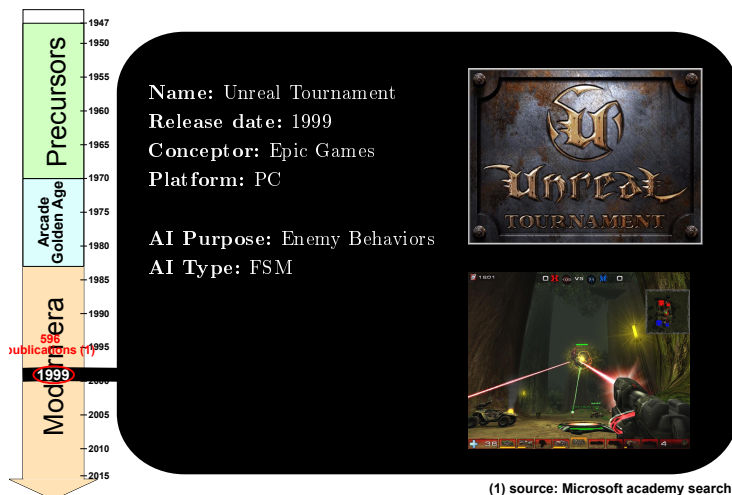 1947
1950
1955
1960
1965
1970
1975
1980
1985
1990
1995
2000
2005
2010
2015
Precursors
Arcade
Golden Age
Modern era
596
publications (1)
1999
Name: Unreal Tournament
Release date: 1999
Conceptor: Epic Games
Platform: PC
AI Purpose: Enemy Behaviors
AI Type: FSM
Unreal
TOURNAMENT
VS
(1) source: Microsoft academy search